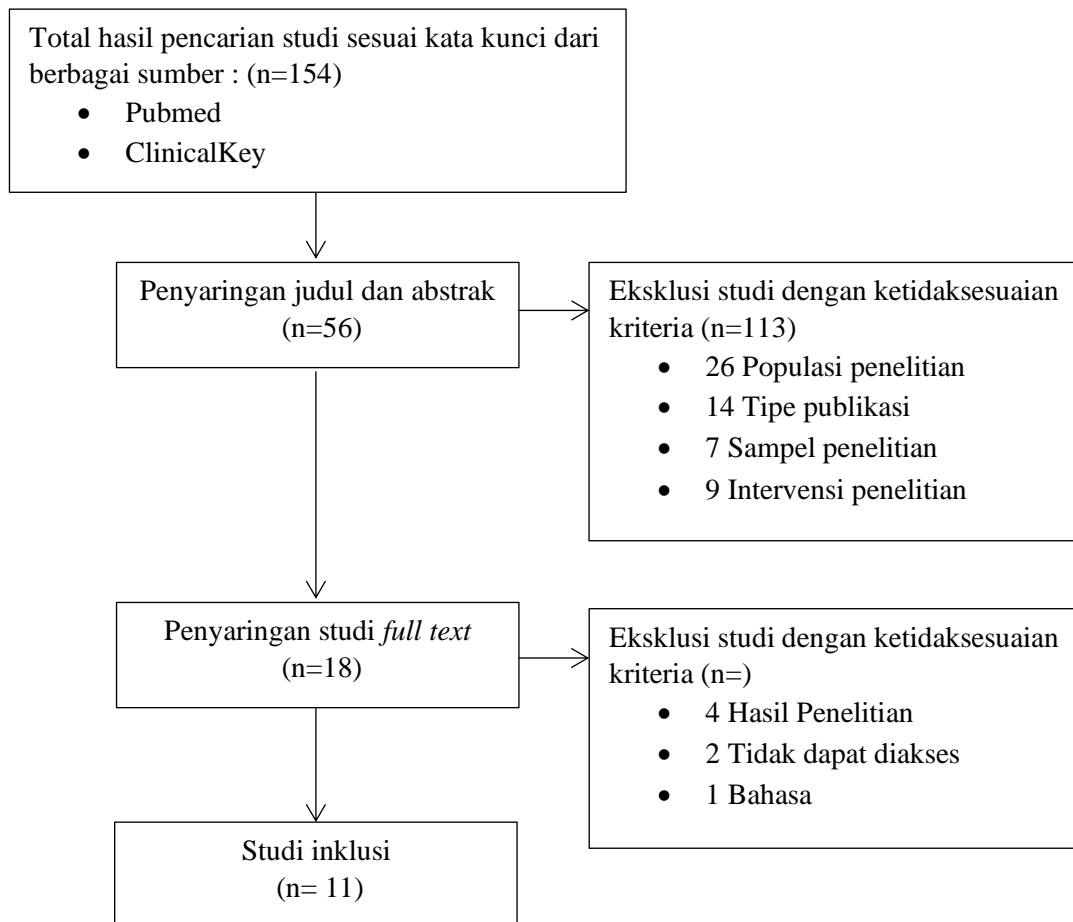 Total hasil pencarian studi sesuai kata kunci dari
berbagai sumber : (n=154)
• Pubmed
• ClinicalKey
Penyaringan judul dan abstrak
(n=56)
Eksklusi studi dengan ketidaksesuaian
kriteria (n=113)
• 26 Populasi penelitian
• 14 Tipe publikasi
• 7 Sampel penelitian
• 9 Intervensi penelitian
Penyaringan studi full text
(n=18)
Eksklusi studi dengan ketidaksesuaian
kriteria (n=)
• 4 Hasil Penelitian
• 2 Tidak dapat diakses
• 1 Bahasa
Studi inklusi
(n= 11)